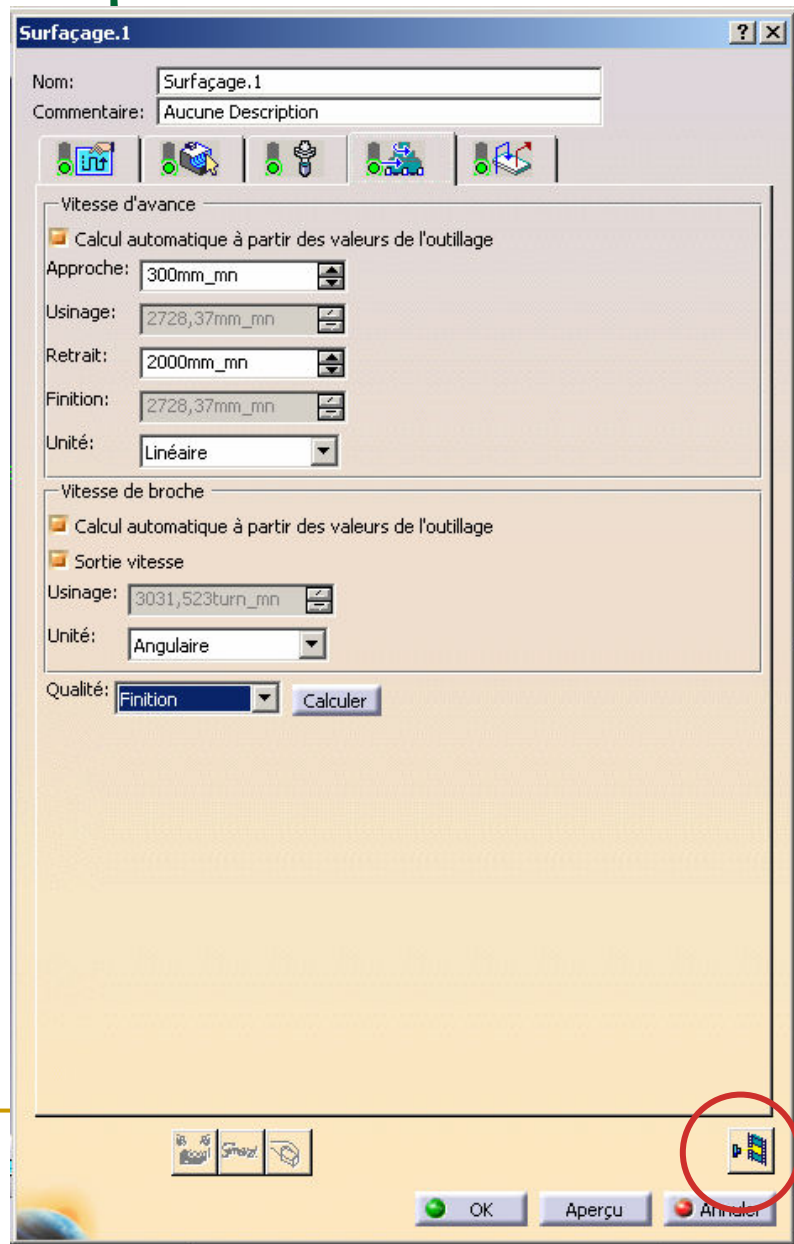 Surfaçage.1
Nom: Surfaçage.1
Commentaire: Aucune Description
Vitesse d'avance
Calcul automatique à partir des valeurs de l'outillage
Approche: 300mm_mn
Usinage: 2728,37mm_mn
Retrait: 2000mm_mn
Finition: 2728,37mm_mn
Unité: Linéaire
Vitesse de broche
Calcul automatique à partir des valeurs de l'outillage
Sortie vitesse
Usinage: 3031,523turn_mn
Unité: Angulaire
Qualité: Finition Calculer
OK Aperçu Annuler